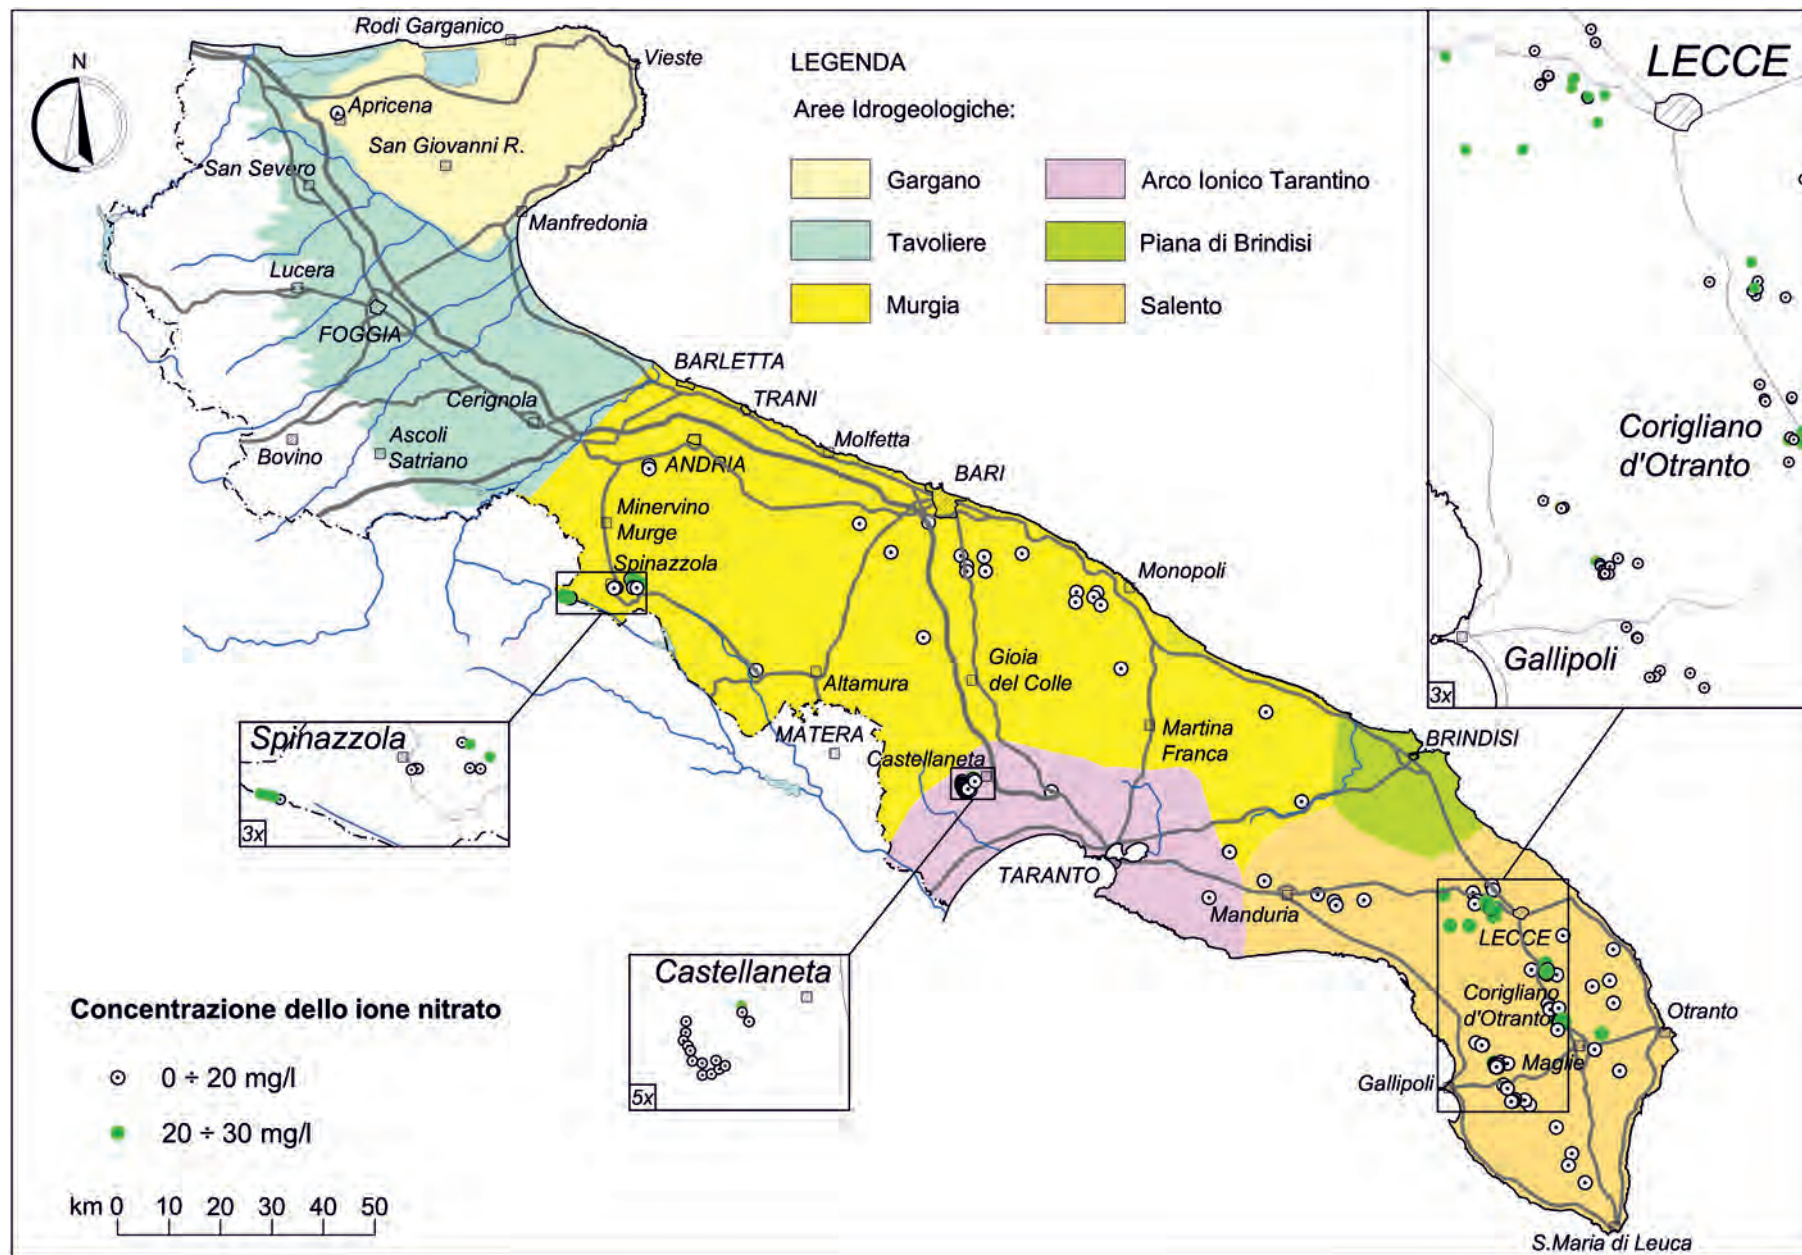 Rodi Garganico
Vieste
N
Apricena
San Giovanni R.
San Severo
Manfredonia
Lucera
FOGGIA
Cerignola
Bovino
Ascoli
Satriano
LEGENDA
Aree Idrogeologiche:
Gargano
Tavoliere
Murgia
Arco Ionico Tarantino
Piana di Brindisi
Salento
BARLETTA
TRANI
Molfetta
ANDRIA
BARI
Minervino
Murge
Spinazzola
Monopoli
Gioia
del Colle
Altamura
MATERA
Martina
Franca
Castellaneta
BRINDISI
TARANTO
Manduria
LECCE
Corigliano
d'Otranto
Otranto
Maglie
Gallipoli
S.Maria di Leuca
LECCE
Corigliano
d'Otranto
Gallipoli
3x
Spinazzola
3x
Castellaneta
5x
Concentrazione dello ione nitrato
0 ÷ 20 mg/l
20 ÷ 30 mg/l
km 0 10 20 30 40 50